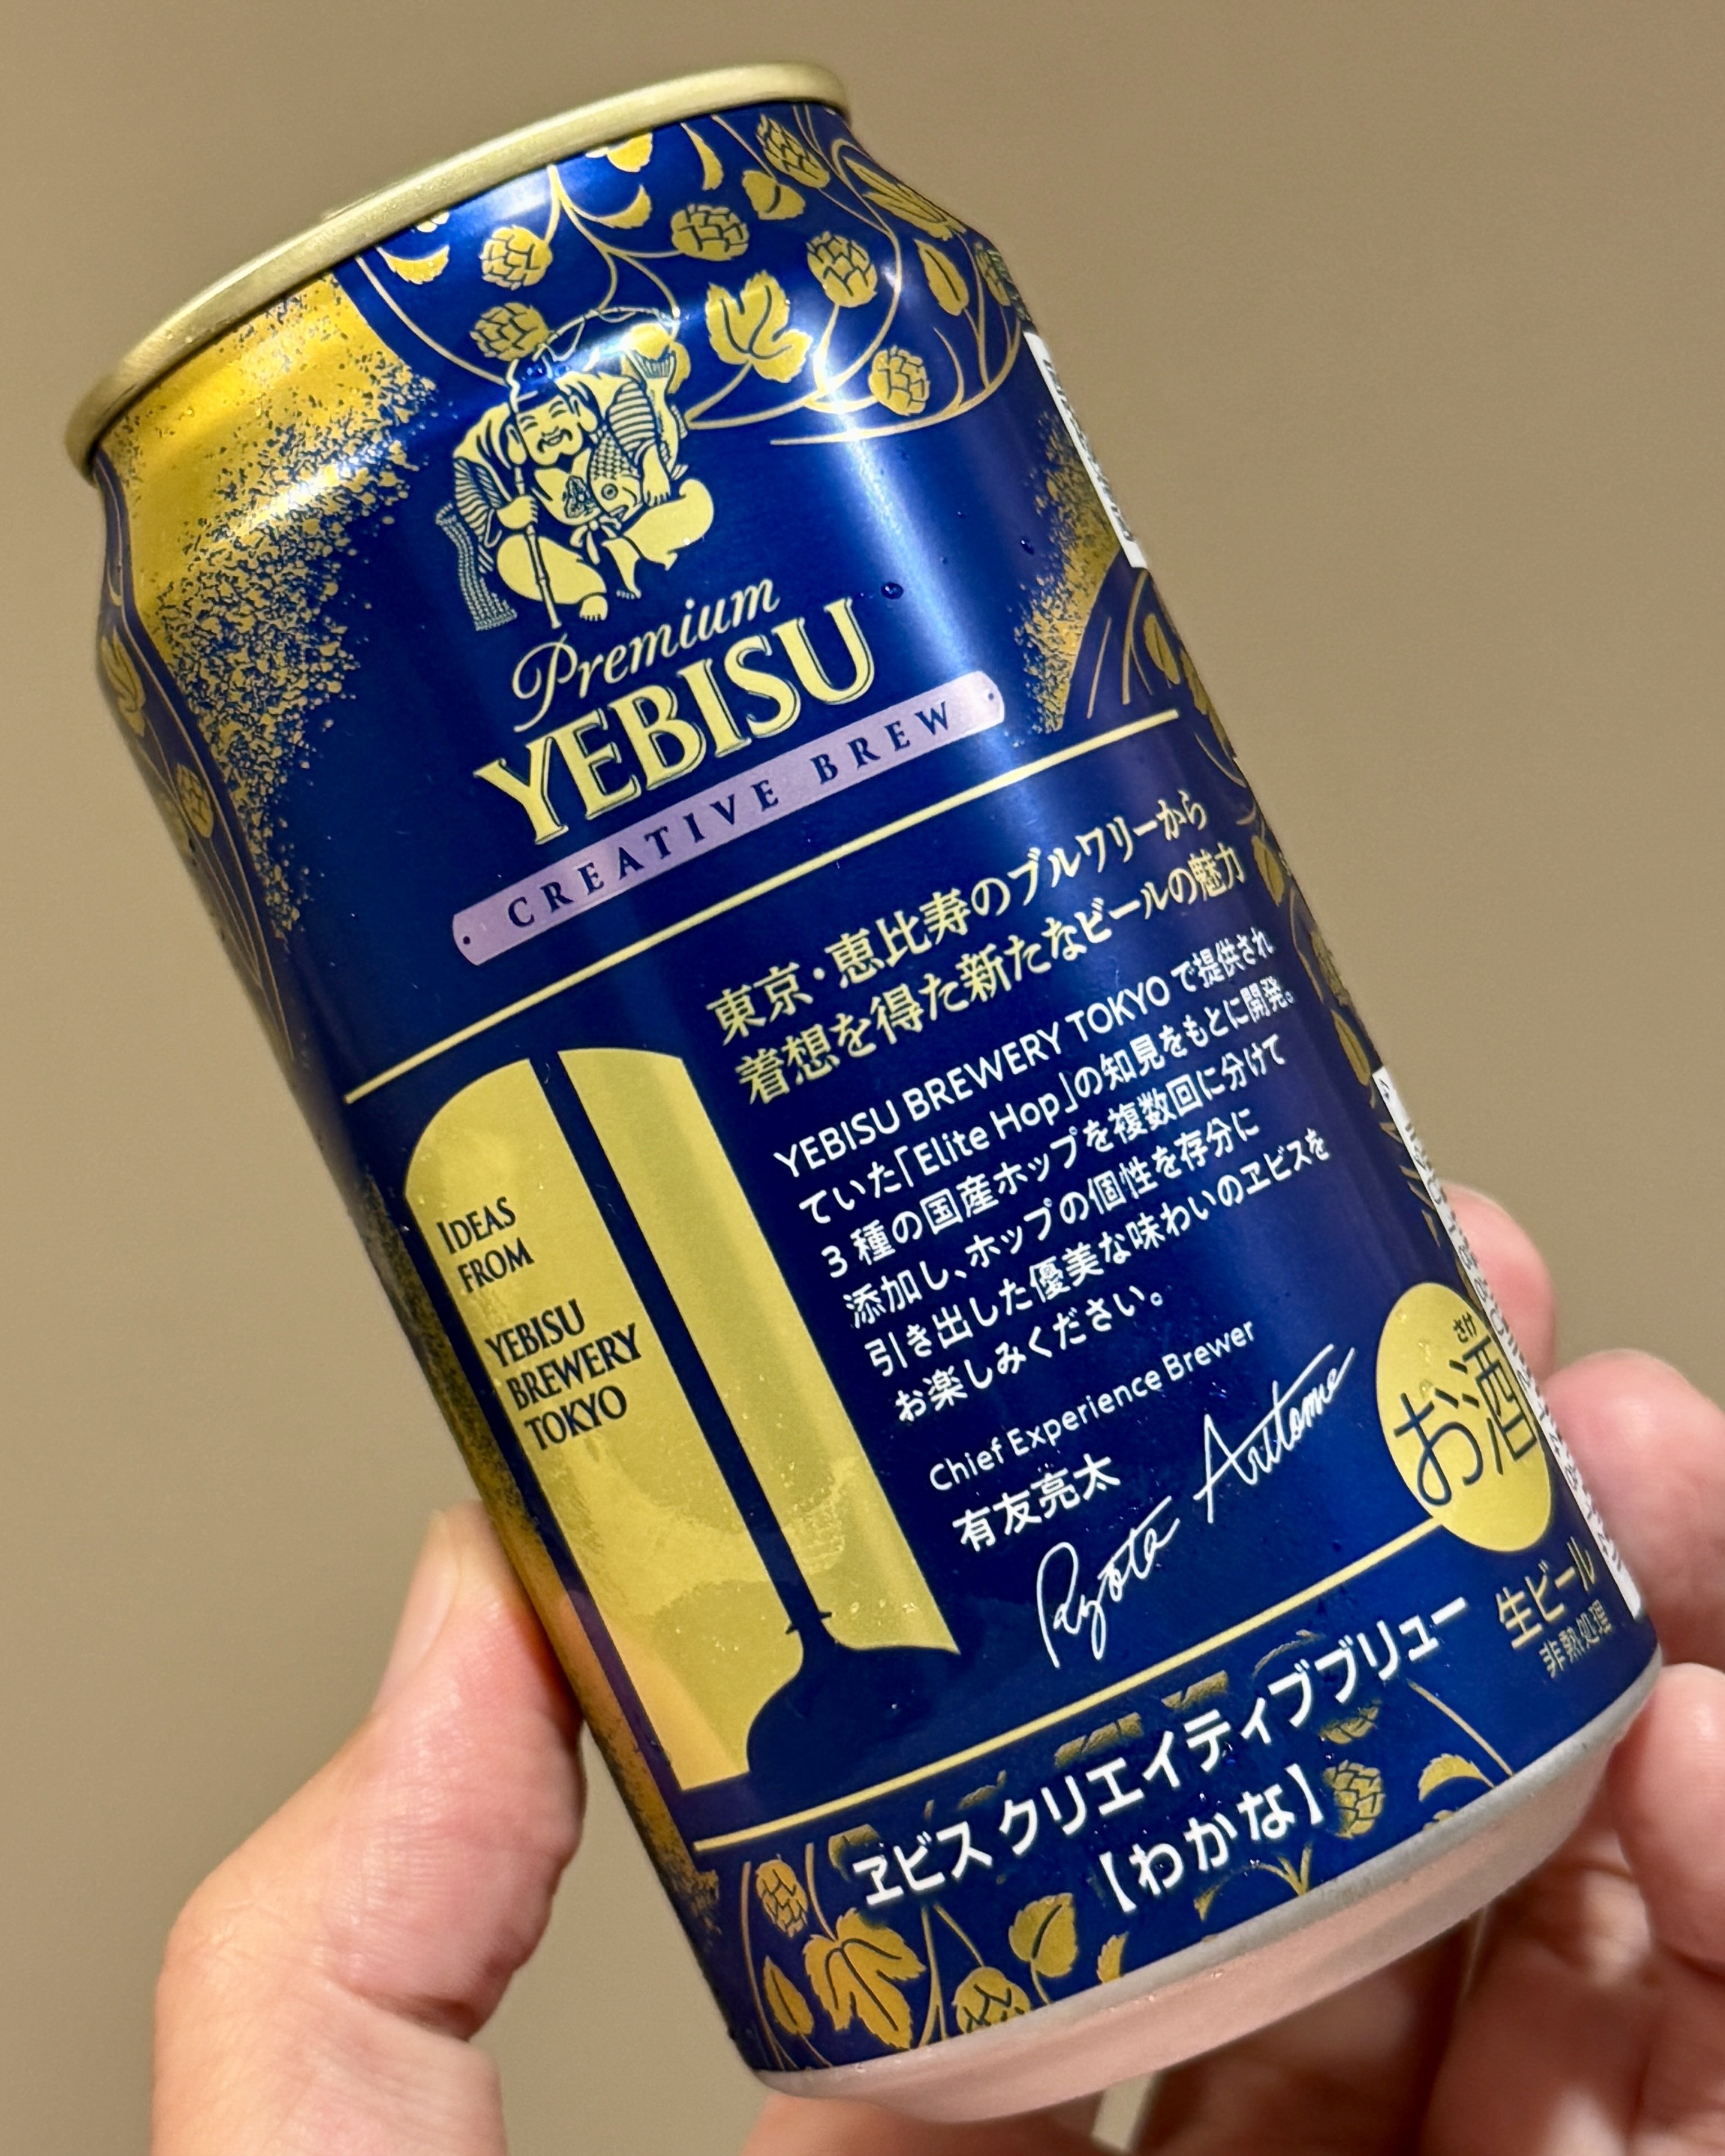 Premium
YEBISU
CREATIVE BREW
東京・恵比寿のブルワリーから
着想を得た新たなビールの魅力
YEBISU BREWERY TOKYO で提供され
ていた「Elite Hop」の知見をもとに開発。
3種の国産ホップを複数回に分けて
添加し、ホップの個性を存分に
引き出した優美な味わいのヱビスを
お楽しみください。
Chief Experience Brewer
有友亮太
Ryota Aritomo
IDEAS
FROM
YEBISU
BREWERY
TOKYO
さけ
お酒
生ビール
非熱処理
ヱビス クリエイティブブリュー
【わかな】